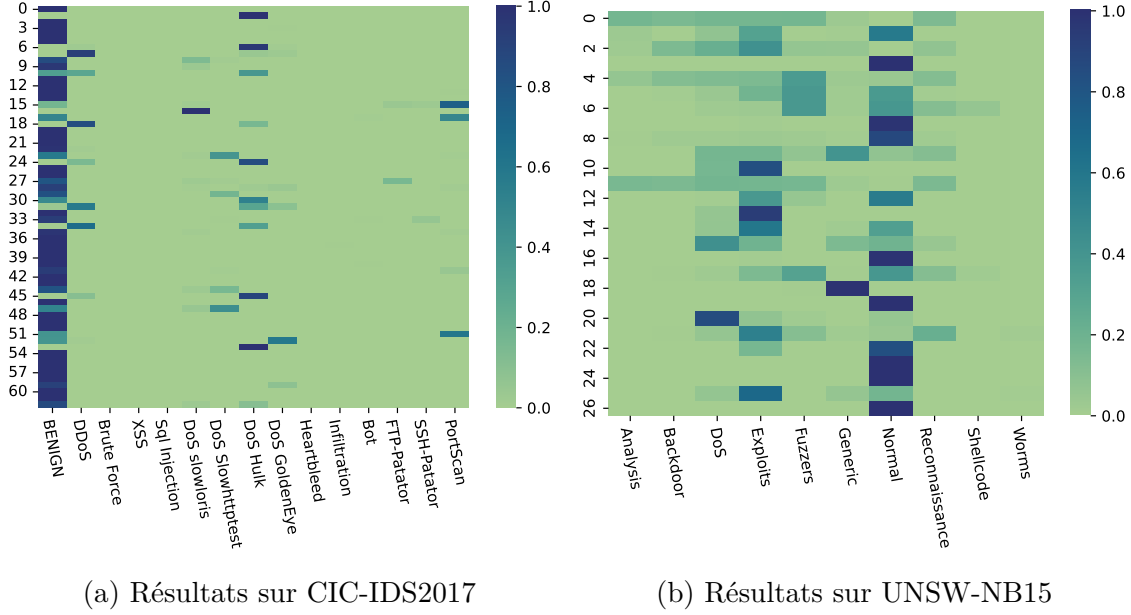 0
3
6
9
12
15
18
21
24
27
30
33
36
39
42
45
48
51
54
57
60
BENIGN
DDoS
Brute Force
XSS
Sql Injection
DoS slowloris
DoS Slowhttptest
DoS Hulk
DoS GoldenEye
Heartbleed
Infiltration
Bot
FTP-Patator
SSH-Patator
PortScan
1.0
0.8
0.6
0.4
0.2
0.0
(a) Résultats sur CIC-IDS2017
0
2
4
6
8
10
12
14
16
18
20
22
24
26
Analysis
Backdoor
DoS
Exploits
Fuzzers
Generic
Normal
Reconnaissance
Shellcode
Worms
1.0
0.8
0.6
0.4
0.2
0.0
(b) Résultats sur UNSW-NB15